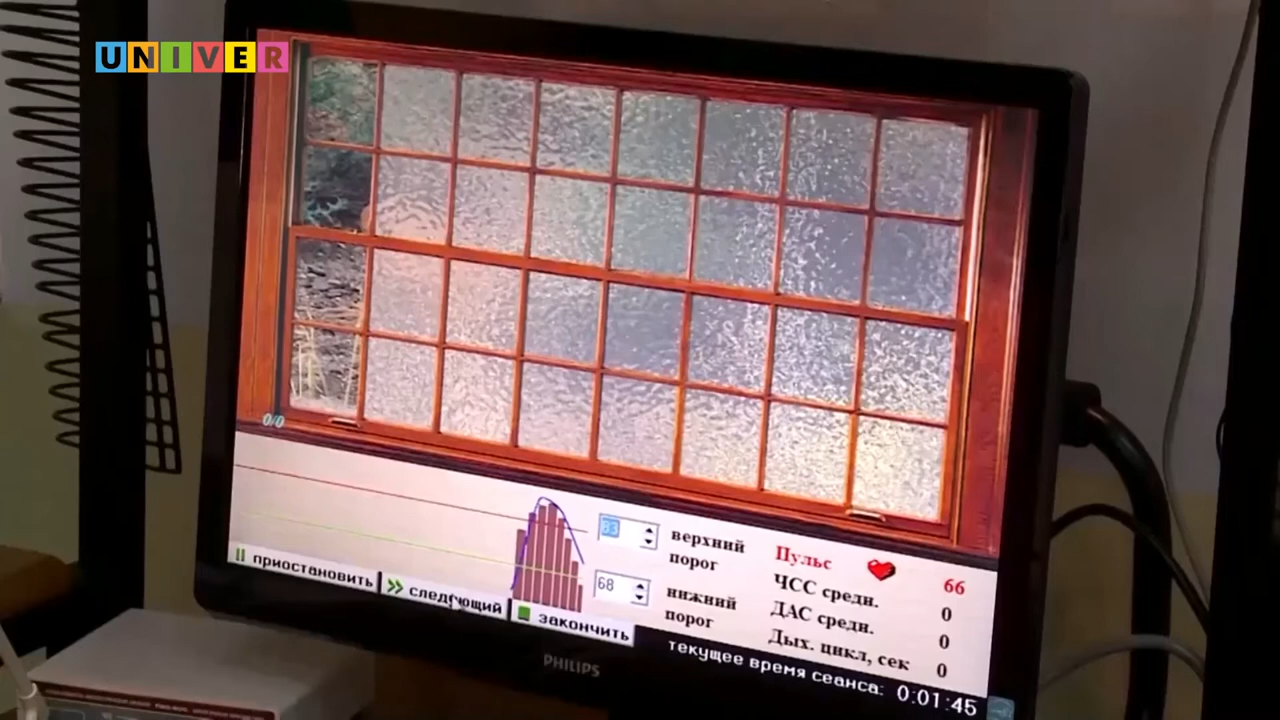 UNIVER
0/0
83
верхний
порог
68
нижний
порог
Пульс 66
ЧСС средн. 0
ДАС средн. 0
Дых. цикл, сек 0
приостановить
следующий
закончить
текущее время сеанса: 0:01:45
PHILIPS